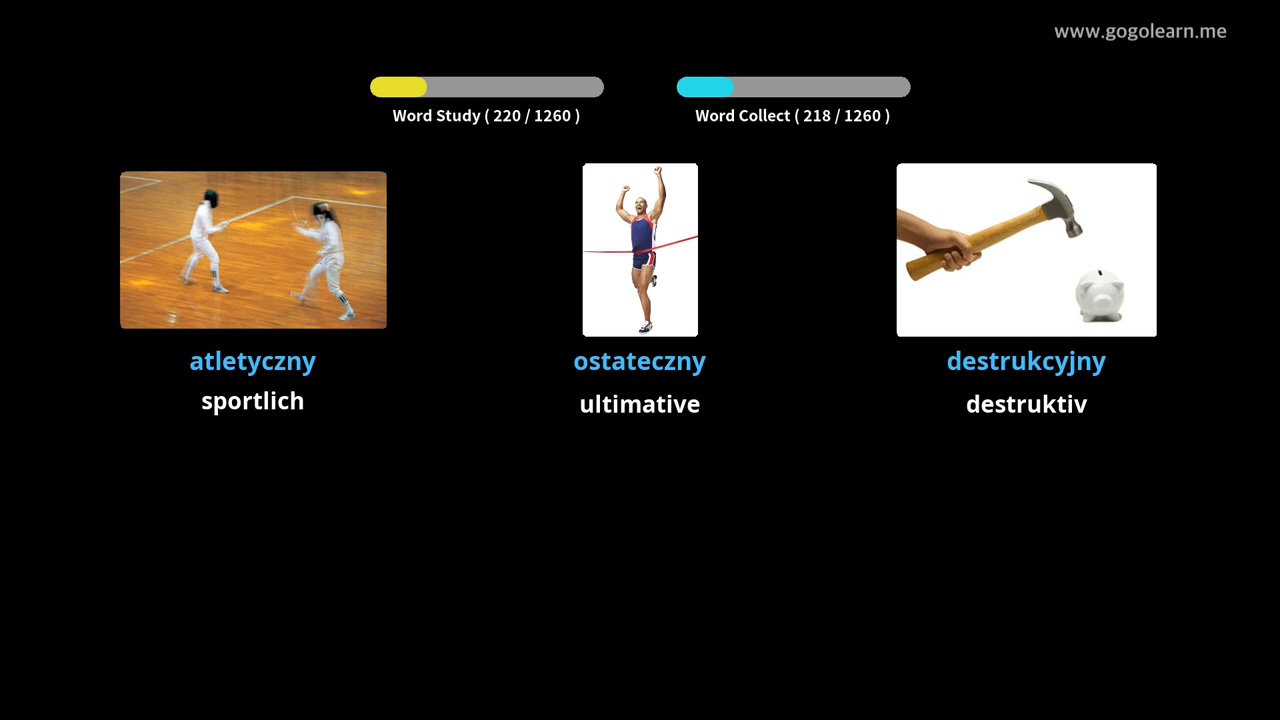 www.gogolearn.me
Word Study ( 220 / 1260 )
Word Collect ( 218 / 1260 )
atletyczny
ostateczny
destrukcyjny
sportlich
ultimative
destruktiv